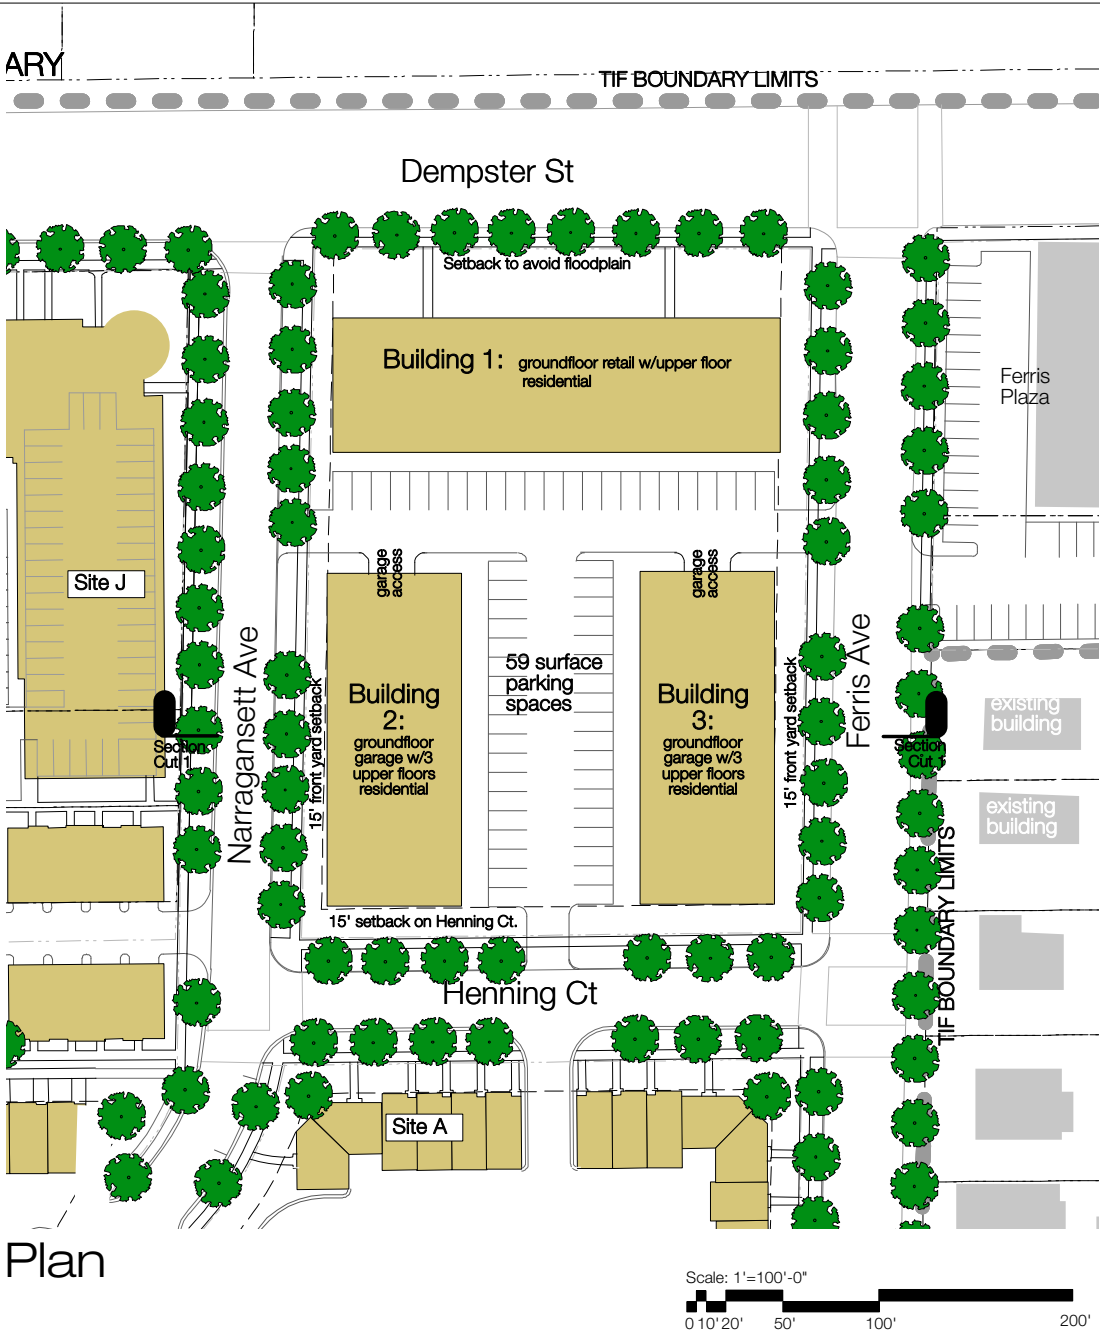 ARY
TIF BOUNDARY LIMITS
Dempster St
Setback to avoid floodplain
Building 1: groundfloor retail w/upper floor
residential
Ferris
Plaza
garage
access
garage
access
Site J
Narragansett Ave
15' front yard setback
Building
2:
groundfloor
garage w/3
upper floors
residential
59 surface
parking
spaces
Building
3:
groundfloor
garage w/3
upper floors
residential
15' front yard setback
Ferris Ave
Section
Cut 1
Section
Cut 1
existing
building
existing
building
TIF BOUNDARY LIMITS
15' setback on Henning Ct.
Henning Ct
Site A
Plan
Scale: 1'=100'-0"
0 10' 20' 50' 100' 200'